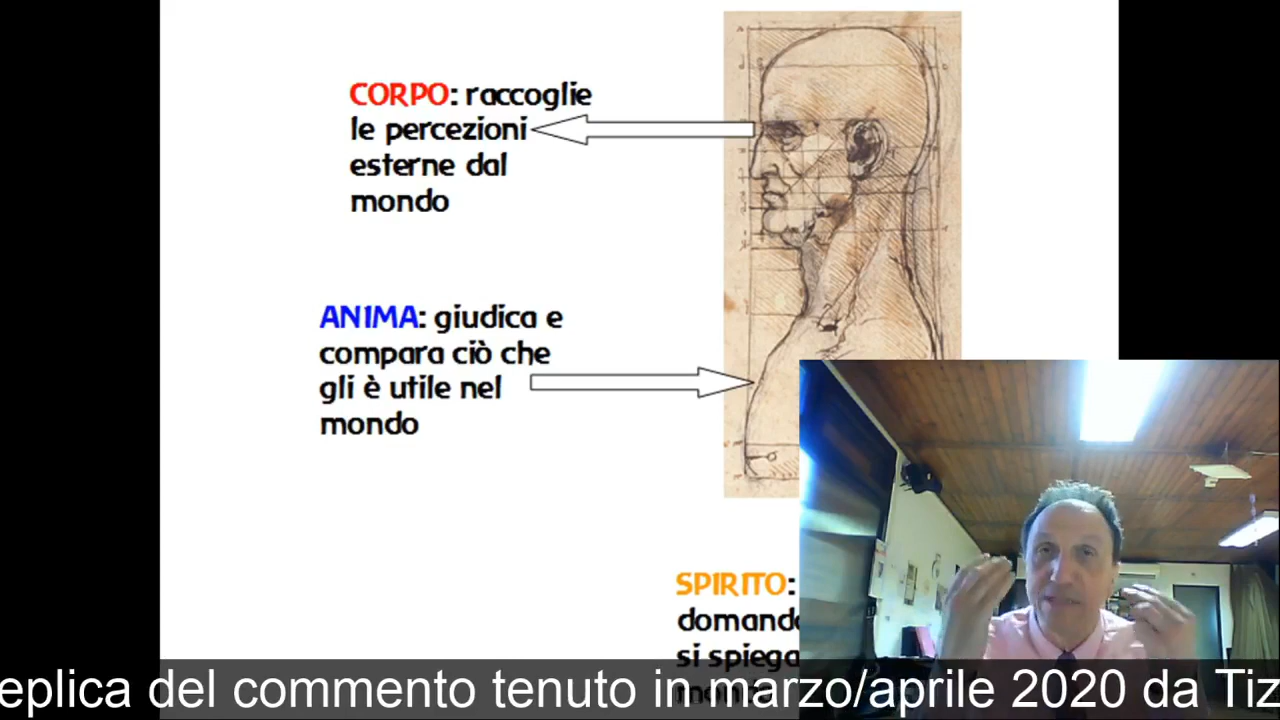 CORPO: raccoglie
le percezioni
esterne dal
mondo
ANIMA: giudica e
compara ciò che
gli è utile nel
mondo
SPIRITO:
si spiega
eplica del commento tenuto in marzo/aprile 2020 da Tiz